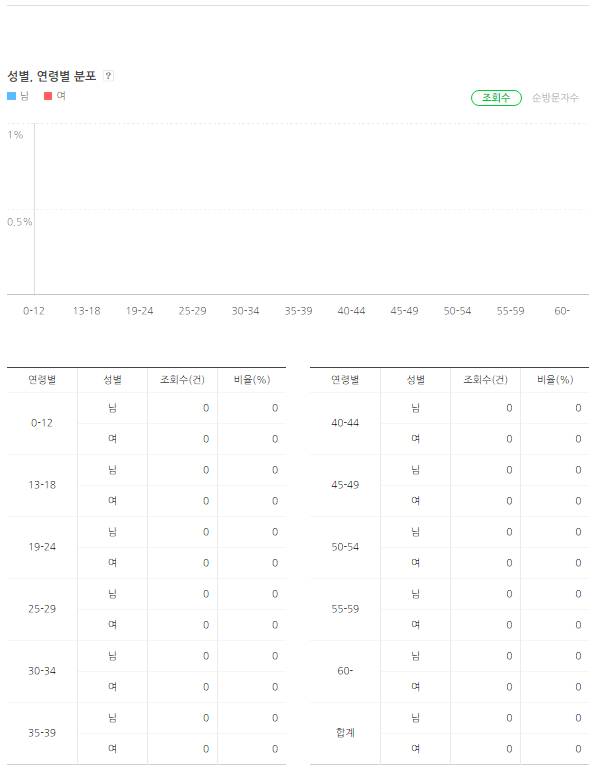 성별, 연령별 분포 ?
남 여
조회수 순방문자수
1%
0.5%
0-12 13-18 19-24 25-29 30-34 35-39 40-44 45-49 50-54 55-59 60-
연령별 성별 조회수(건) 비율(%)
0-12
남 0 0
여 0 0
13-18
남 0 0
여 0 0
19-24
남 0 0
여 0 0
25-29
남 0 0
여 0 0
30-34
남 0 0
여 0 0
35-39
남 0 0
여 0 0
연령별 성별 조회수(건) 비율(%)
40-44
남 0 0
여 0 0
45-49
남 0 0
여 0 0
50-54
남 0 0
여 0 0
55-59
남 0 0
여 0 0
60-
남 0 0
여 0 0
합계
남 0 0
여 0 0